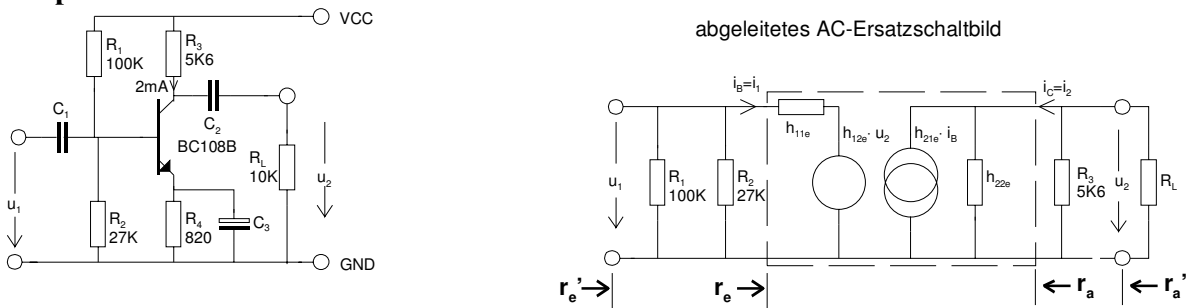 VCC
R1
100K
R3
5K6
2mA
C1
C2
BC108B
RL
10K
u1
u2
R2
27K
R4
820
C3
GND
abgeleitetes AC-Ersatzschaltbild
iB=i1
iC=i2
h11e
h12e· u2
h21e· iB
u1
R1
100K
R2
27K
h22e
R3
5K6
u2
RL
re'
re
ra
ra'